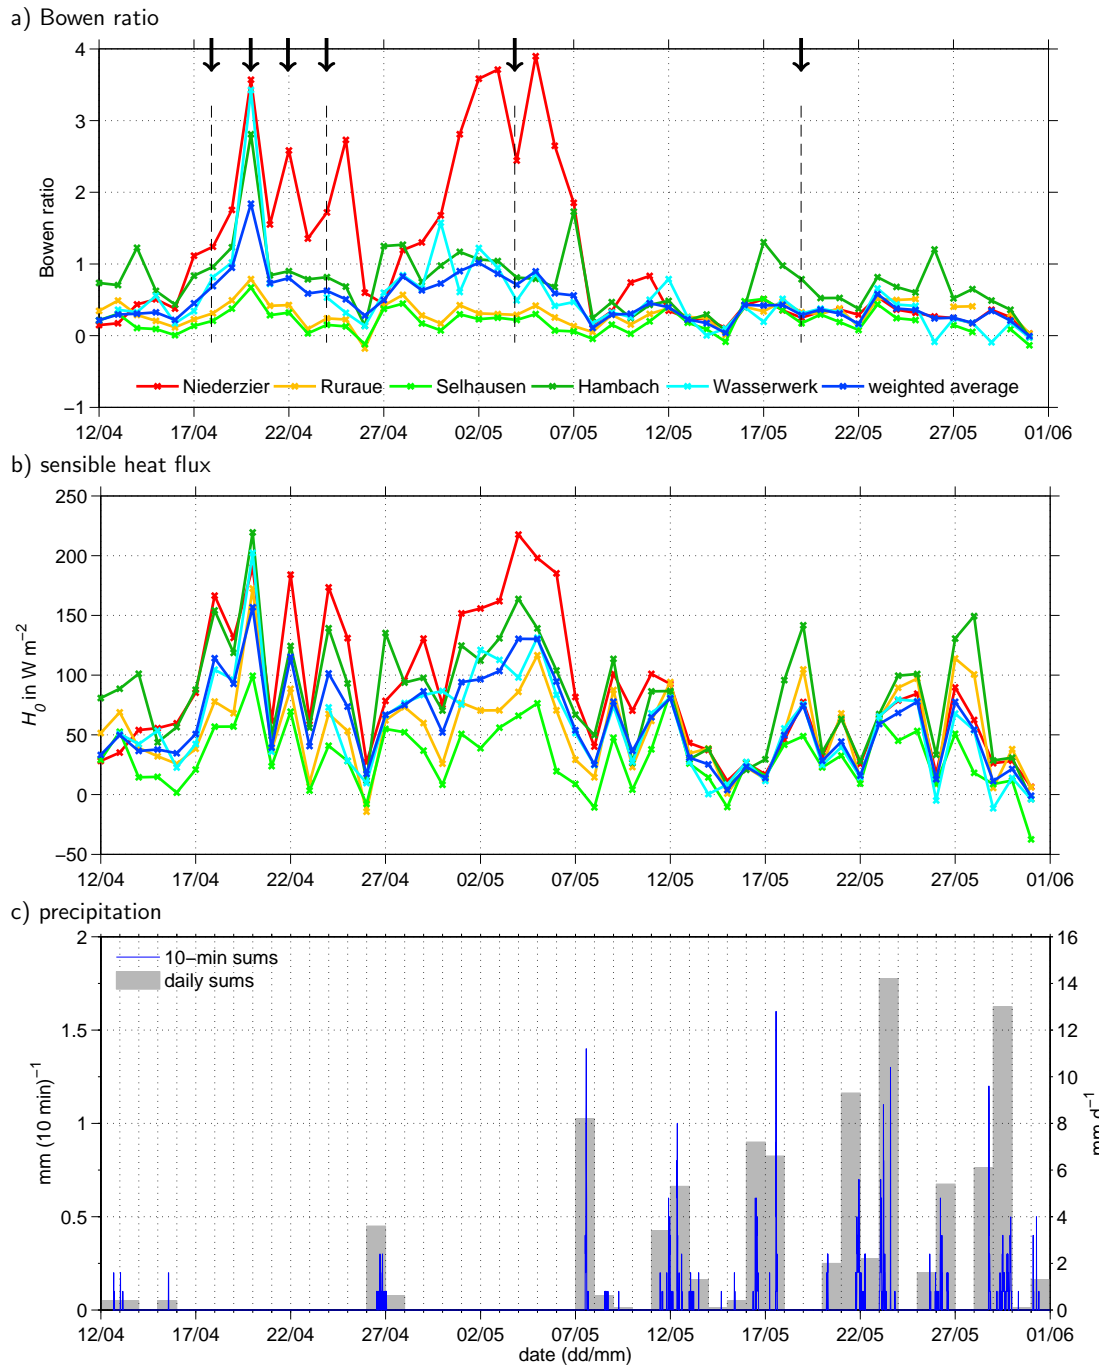 a) Bowen ratio
4
3
2
1
0
−1
Bowen ratio
Niederzier Ruraue Selhausen Hambach Wasserwerk weighted average
12/04 17/04 22/04 27/04 02/05 07/05 12/05 17/05 22/05 27/05 01/06
b) sensible heat flux
250
200
150
100
50
0
−50
H0 in W m−2
12/04 17/04 22/04 27/04 02/05 07/05 12/05 17/05 22/05 27/05 01/06
c) precipitation
2
1.5
1
0.5
0
mm (10 min)−1
10−min sums
daily sums
16
14
12
10
8
6
4
2
0
mm d−1
12/04 17/04 22/04 27/04 02/05 07/05 12/05 17/05 22/05 27/05 01/06
date (dd/mm)